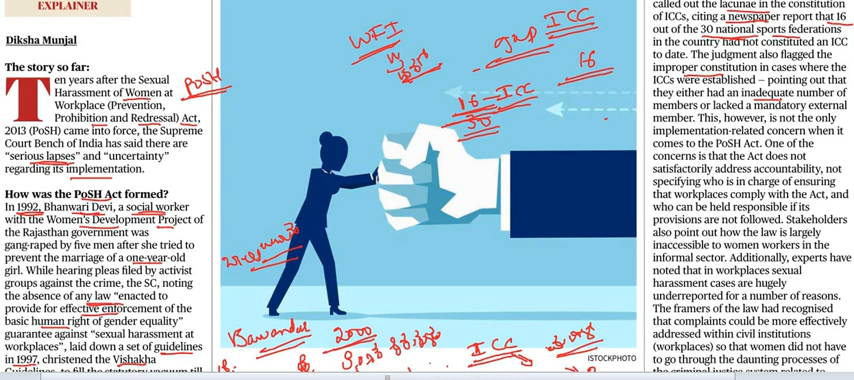 EXPLAINER
Diksha Munjal
The story so far:
Ten years after the Sexual
Harassment of Women at
Workplace (Prevention,
Prohibition and Redressal) Act,
2013 (PoSH) came into force, the Supreme
Court Bench of India has said there are
“serious lapses” and “uncertainty”
regarding its implementation.
How was the PoSH Act formed?
In 1992, Bhanwari Devi, a social worker
with the Women’s Development Project of
the Rajasthan government was
gang-raped by five men after she tried to
prevent the marriage of a one-year-old
girl. While hearing pleas filed by activist
groups against the crime, the SC, noting
the absence of any law “enacted to
provide for effective enforcement of the
basic human right of gender equality”
guarantee against “sexual harassment at
workplaces”, laid down a set of guidelines
in 1997, christened the Vishakha
Guidelines, to fill the statutory vacuum till
PoSH
WFI
gap ICC
16
16 - ICC
30
Bawandar 2000
ICC
ISTOCKPHOTO
called out the lacunae in the constitution
of ICCs, citing a newspaper report that 16
out of the 30 national sports federations
in the country had not constituted an ICC
to date. The judgment also flagged the
improper constitution in cases where the
ICCs were established – pointing out that
they either had an inadequate number of
members or lacked a mandatory external
member. This, however, is not the only
implementation-related concern when it
comes to the PoSH Act. One of the
concerns is that the Act does not
satisfactorily address accountability, not
specifying who is in charge of ensuring
that workplaces comply with the Act, and
who can be held responsible if its
provisions are not followed. Stakeholders
also point out how the law is largely
inaccessible to women workers in the
informal sector. Additionally, experts have
noted that in workplaces sexual
harassment cases are hugely
underreported for a number of reasons.
The framers of the law had recognised
that complaints could be more effectively
addressed within civil institutions
(workplaces) so that women did not have
to go through the daunting processes of
the criminal justice system related to